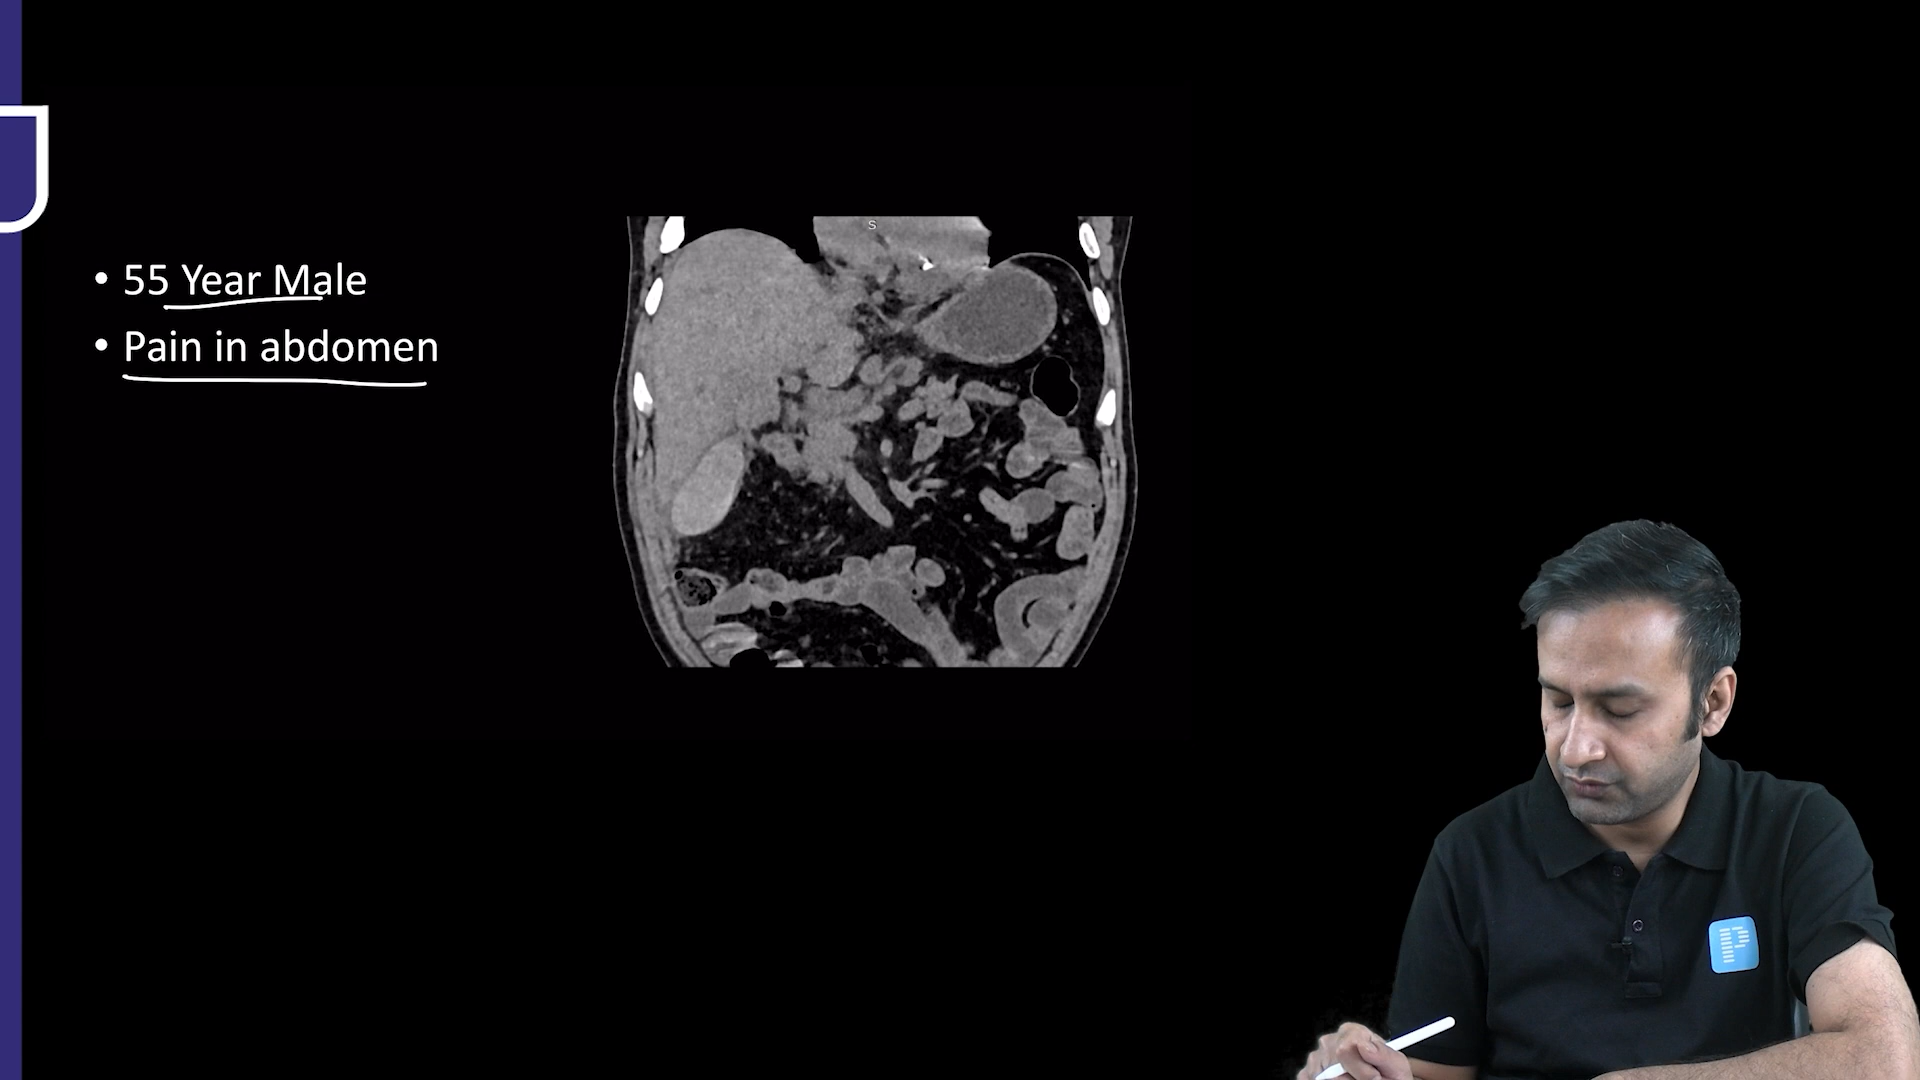 S
• 55 Year Male
• Pain in abdomen